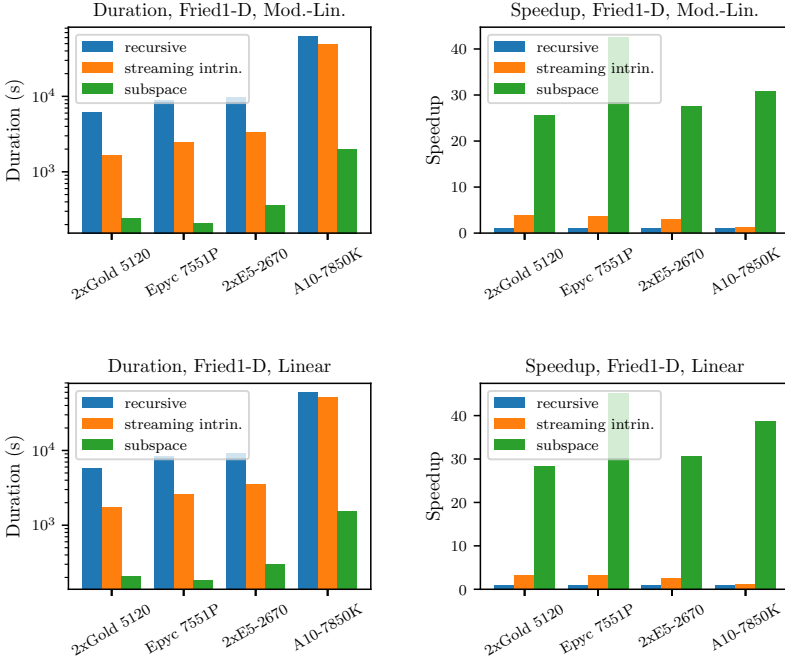 Duration, Fried1-D, Mod.-Lin.
Duration (s)
10^4
10^3
recursive
streaming intrin.
subspace
2xGold 5120
Epyc 7551P
2xE5-2670
A10-7850K
Speedup, Fried1-D, Mod.-Lin.
Speedup
40
30
20
10
0
recursive
streaming intrin.
subspace
2xGold 5120
Epyc 7551P
2xE5-2670
A10-7850K
Duration, Fried1-D, Linear
Duration (s)
10^4
10^3
recursive
streaming intrin.
subspace
2xGold 5120
Epyc 7551P
2xE5-2670
A10-7850K
Speedup, Fried1-D, Linear
Speedup
40
30
20
10
0
recursive
streaming intrin.
subspace
2xGold 5120
Epyc 7551P
2xE5-2670
A10-7850K